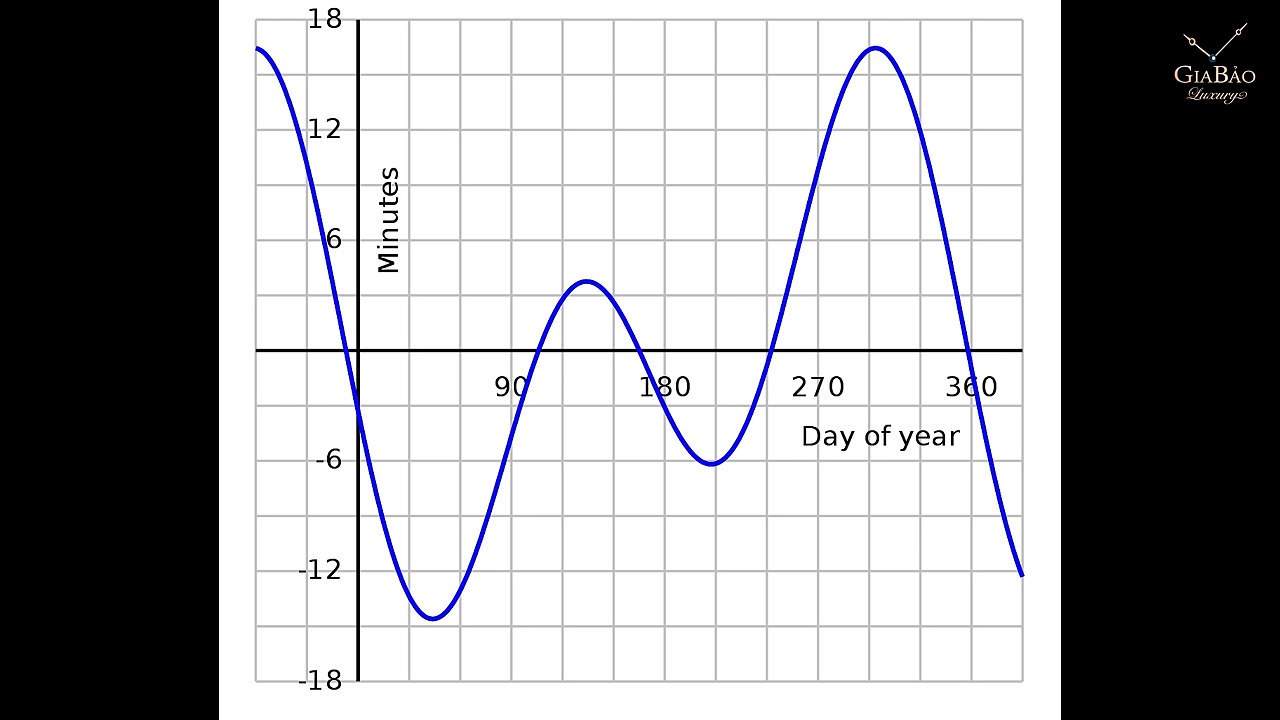 18
12
6
-6
-12
-18
Minutes
90 180 270 360
Day of year
GIABẢO
Luxury